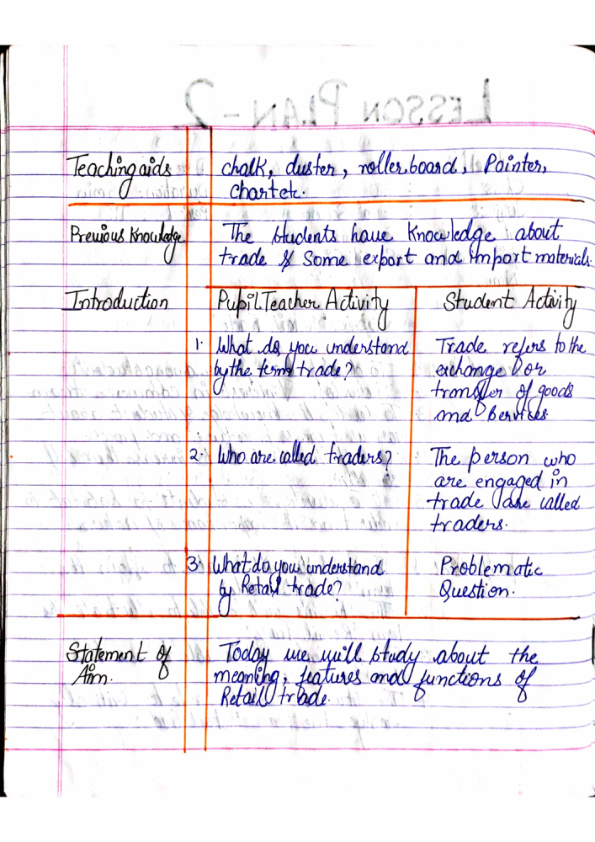 LESSON PLAN-2
Teaching aids chalk, duster, roller board, Pointer,
charter.
Previous Knowledge The students have Knowledge about
trade & some export and import materials.
Introduction Pupil Teacher Activity Student Activity
1. What do you understand
by the term trade?
Trade refers to the
exchange or
transfer of goods
and services
2. Who are called traders?
The person who
are engaged in
trade are called
traders.
3. What do you understand
by Retail trade?
Problematic
Question.
Statement of
Aim.
Today we will study about the
meaning, features and functions of
Retail trade.